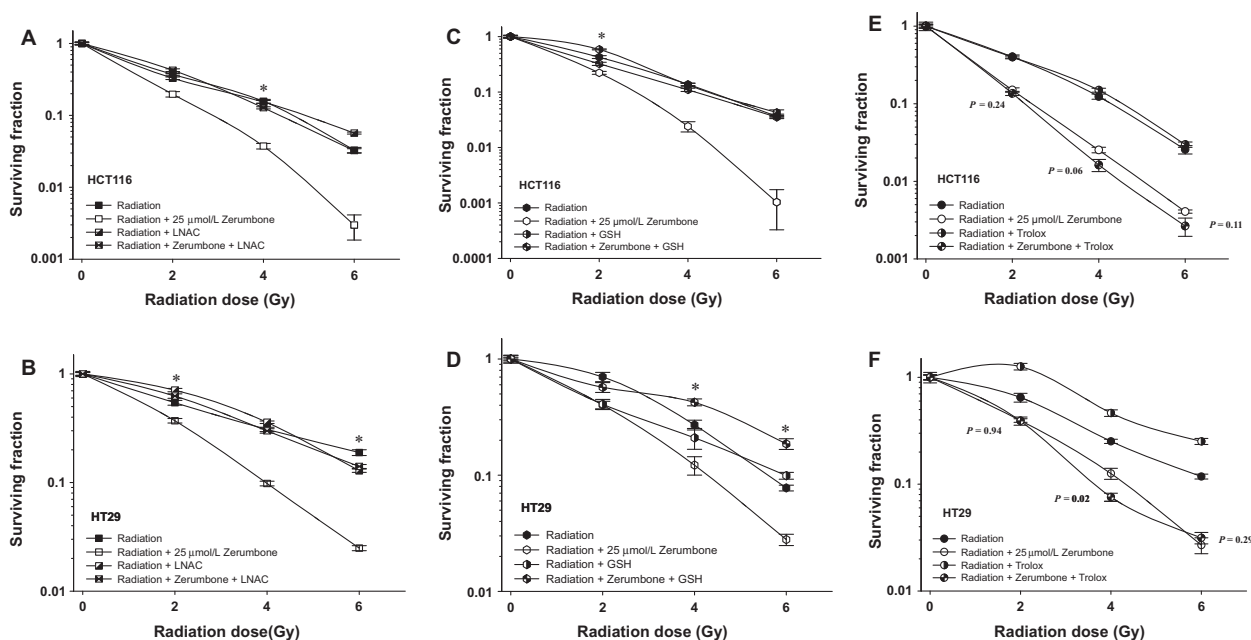 A
*
1
0.1
0.01
0.001
Surviving fraction
HCT116
Radiation
Radiation + 25 μmol/L Zerumbone
Radiation + LNAC
Radiation + Zerumbone + LNAC
0 2 4 6
Radiation dose (Gy)
C
*
1
0.1
0.01
0.001
0.0001
Surviving fraction
HCT116
Radiation
Radiation + 25 μmol/L Zerumbone
Radiation + GSH
Radiation + Zerumbone + GSH
0 2 4 6
Radiation dose (Gy)
E
1
0.1
0.01
0.001
Surviving fraction
P = 0.24
P = 0.06
P = 0.11
HCT116
Radiation
Radiation + 25 μmol/L Zerumbone
Radiation + Trolox
Radiation + Zerumbone + Trolox
0 2 4 6
Radiation dose (Gy)
B
* *
1
0.1
0.01
Surviving fraction
HT29
Radiation
Radiation + 25 μmol/L Zerumbone
Radiation + LNAC
Radiation + Zerumbone + LNAC
0 2 4 6
Radiation dose(Gy)
D
* *
1
0.1
0.01
Surviving fraction
HT29
Radiation
Radiation + 25 μmol/L Zerumbone
Radiation + GSH
Radiation + Zerumbone + GSH
0 2 4 6
Radiation dose (Gy)
F
1
0.1
0.01
Surviving fraction
P = 0.94
P = 0.02
P = 0.29
HT29
Radiation
Radiation + 25 μmol/L Zerumbone
Radiation + Trolox
Radiation + Zerumbone + Trolox
0 2 4 6
Radiation dose (Gy)